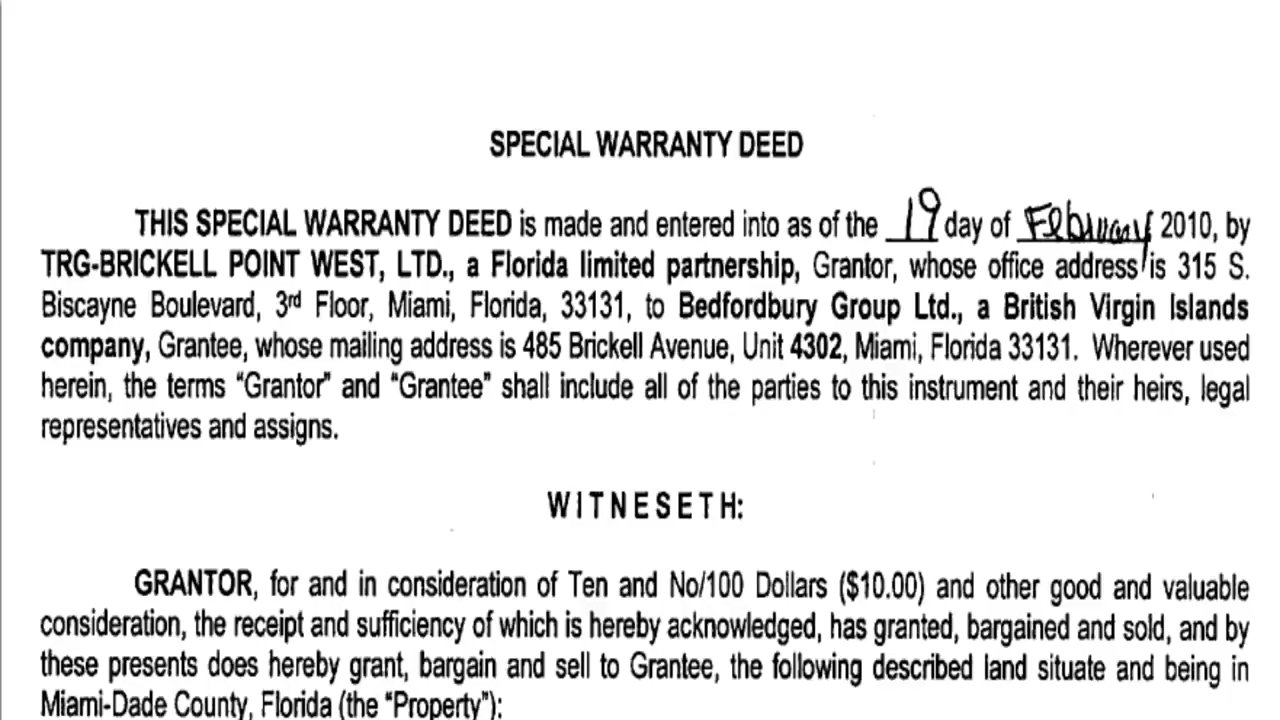 SPECIAL WARRANTY DEED
THIS SPECIAL WARRANTY DEED is made and entered into as of the 19 day of February 2010, by
TRG-BRICKELL POINT WEST, LTD., a Florida limited partnership, Grantor, whose office address is 315 S.
Biscayne Boulevard, 3rd Floor, Miami, Florida, 33131, to Bedfordbury Group Ltd., a British Virgin Islands
company, Grantee, whose mailing address is 485 Brickell Avenue, Unit 4302, Miami, Florida 33131. Wherever used
herein, the terms “Grantor” and “Grantee” shall include all of the parties to this instrument and their heirs, legal
representatives and assigns.
WITNESETH:
GRANTOR, for and in consideration of Ten and No/100 Dollars ($10.00) and other good and valuable
consideration, the receipt and sufficiency of which is hereby acknowledged, has granted, bargained and sold, and by
these presents does hereby grant, bargain and sell to Grantee, the following described land situate and being in
Miami-Dade County, Florida (the “Property”):